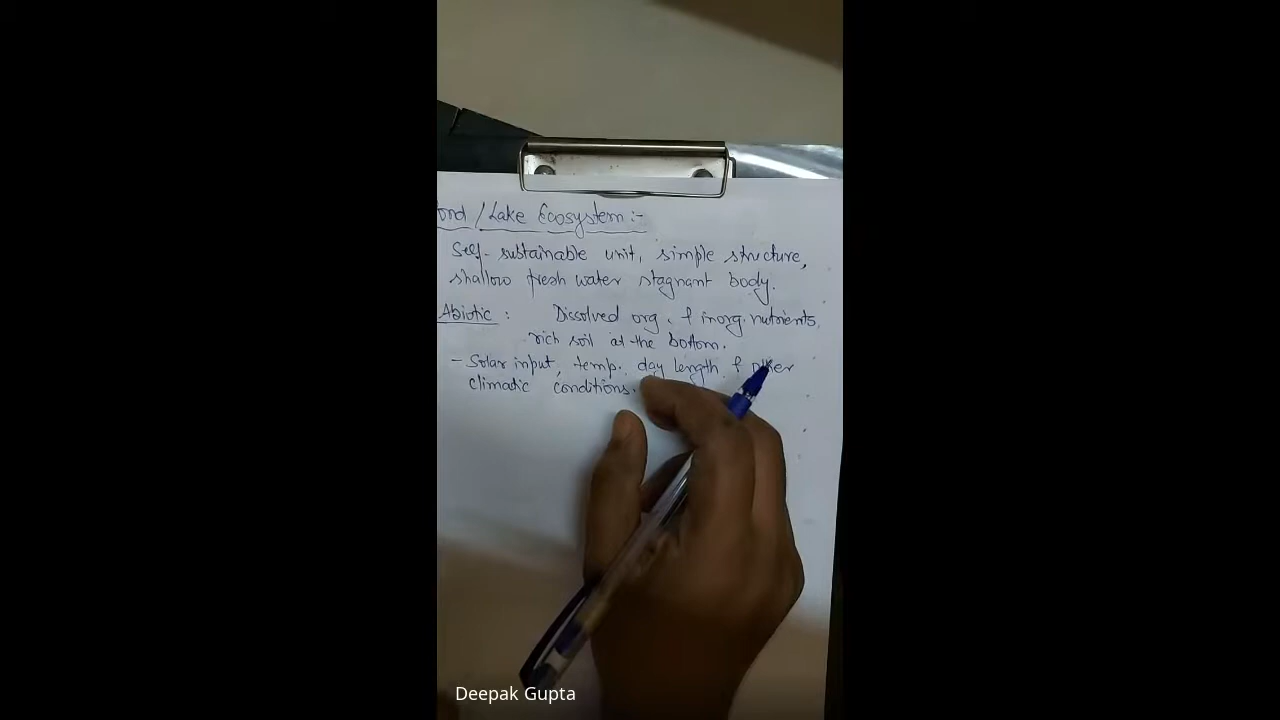 ond / Lake Ecosystem :-
Self-sustainable unit, simple structure,
shallow fresh water stagnant body.
Abiotic : Dissolved org. & inorg. nutrients,
rich soil at the bottom.
- Solar input, temp., day length, & other
climatic conditions.
Deepak Gupta